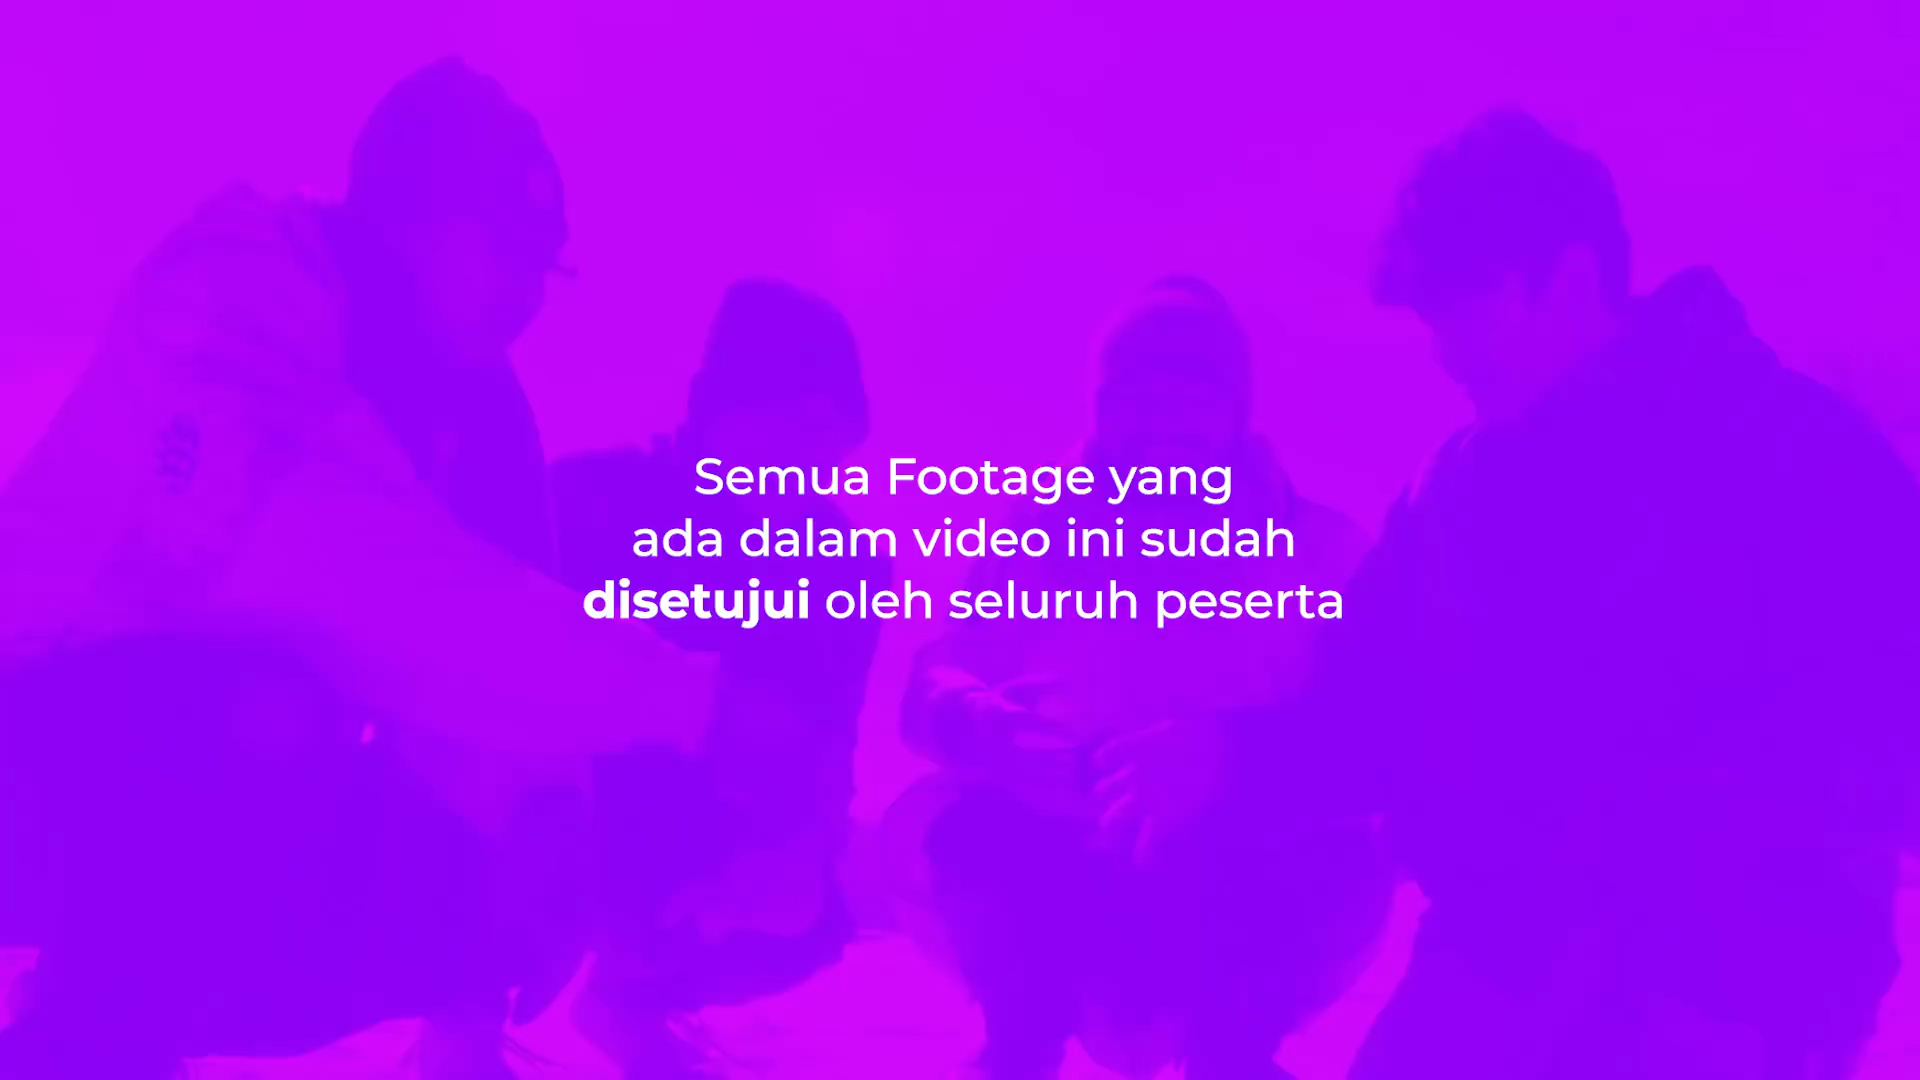 Semua Footage yang
ada dalam video ini sudah
disetujui oleh seluruh peserta